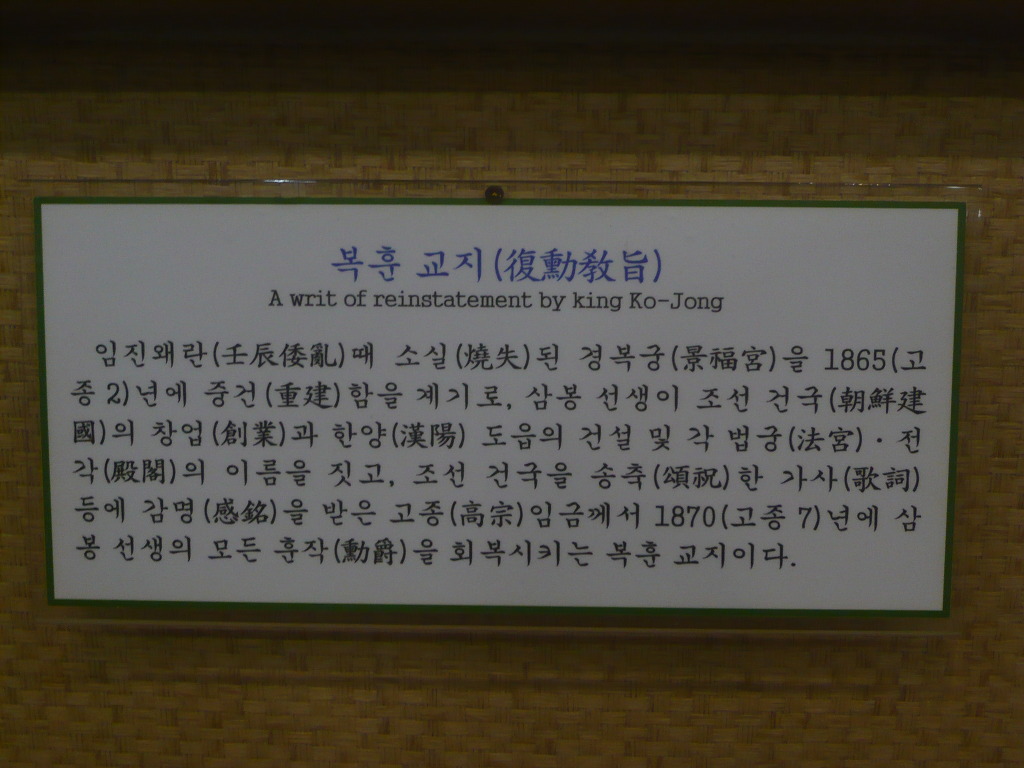 복훈 교지(復勳敎旨)
A writ of reinstatement by king Ko-Jong
임진왜란(壬辰倭亂)때 소실(燒失)된 경복궁(景福宮)을 1865(고
종 2)년에 중건(重建)함을 계기로, 삼봉 선생이 조선 건국(朝鮮建
國)의 창업(創業)과 한양(漢陽) 도읍의 건설 및 각 법궁(法宮)·전
각(殿閣)의 이름을 짓고, 조선 건국을 송축(頌祝)한 가사(歌詞)
등에 감명(感銘)을 받은 고종(高宗)임금께서 1870(고종 7)년에 삼
봉 선생의 모든 훈작(勳爵)을 회복시키는 복훈 교지이다.